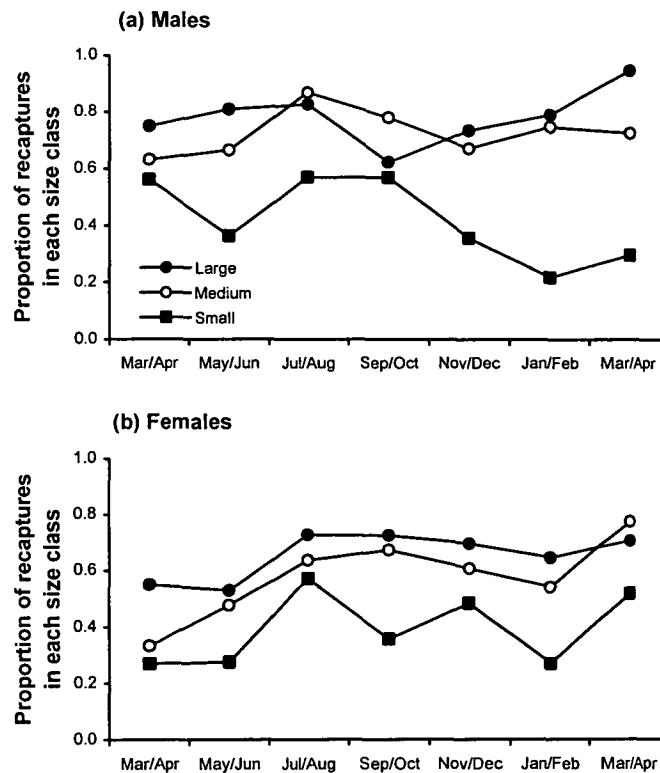 (a) Males
Proportion of recaptures
in each size class
1.0
0.8
0.6
0.4
0.2
0.0
Large
Medium
Small
Mar/Apr May/Jun Jul/Aug Sep/Oct Nov/Dec Jan/Feb Mar/Apr
(b) Females
Proportion of recaptures
in each size class
1.0
0.8
0.6
0.4
0.2
0.0
Mar/Apr May/Jun Jul/Aug Sep/Oct Nov/Dec Jan/Feb Mar/Apr